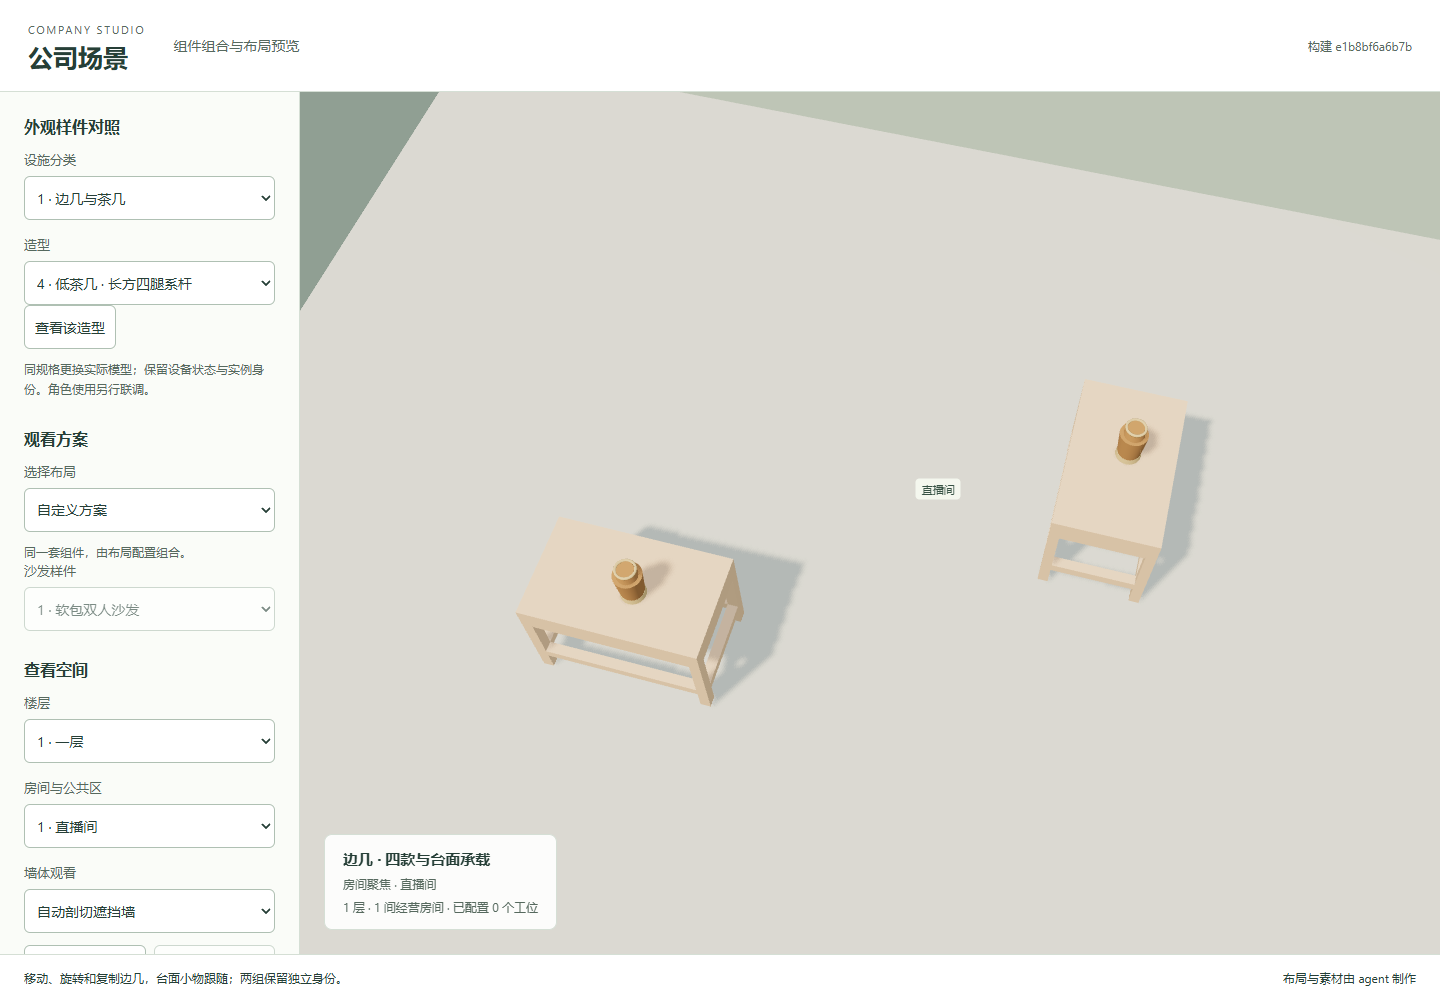 COMPANY STUDIO
公司场景
组件组合与布局预览
构建 e1b8bf6a6b7b
外观样件对照
设施分类
1 · 边几与茶几
造型
4 · 低茶几 · 长方四腿系杆
查看该造型
同规格更换实际模型；保留设备状态与实例身
份。角色使用另行联调。
观看方案
选择布局
自定义方案
同一套组件，由布局配置组合。
沙发样件
1 · 软包双人沙发
查看空间
楼层
1 · 一层
房间与公共区
1 · 直播间
墙体观看
自动剖切遮挡墙
直播间
边几 · 四款与台面承载
房间聚焦 · 直播间
1 层 · 1 间经营房间 · 已配置 0 个工位
移动、旋转和复制边几，台面小物跟随；两组保留独立身份。
布局与素材由 agent 制作